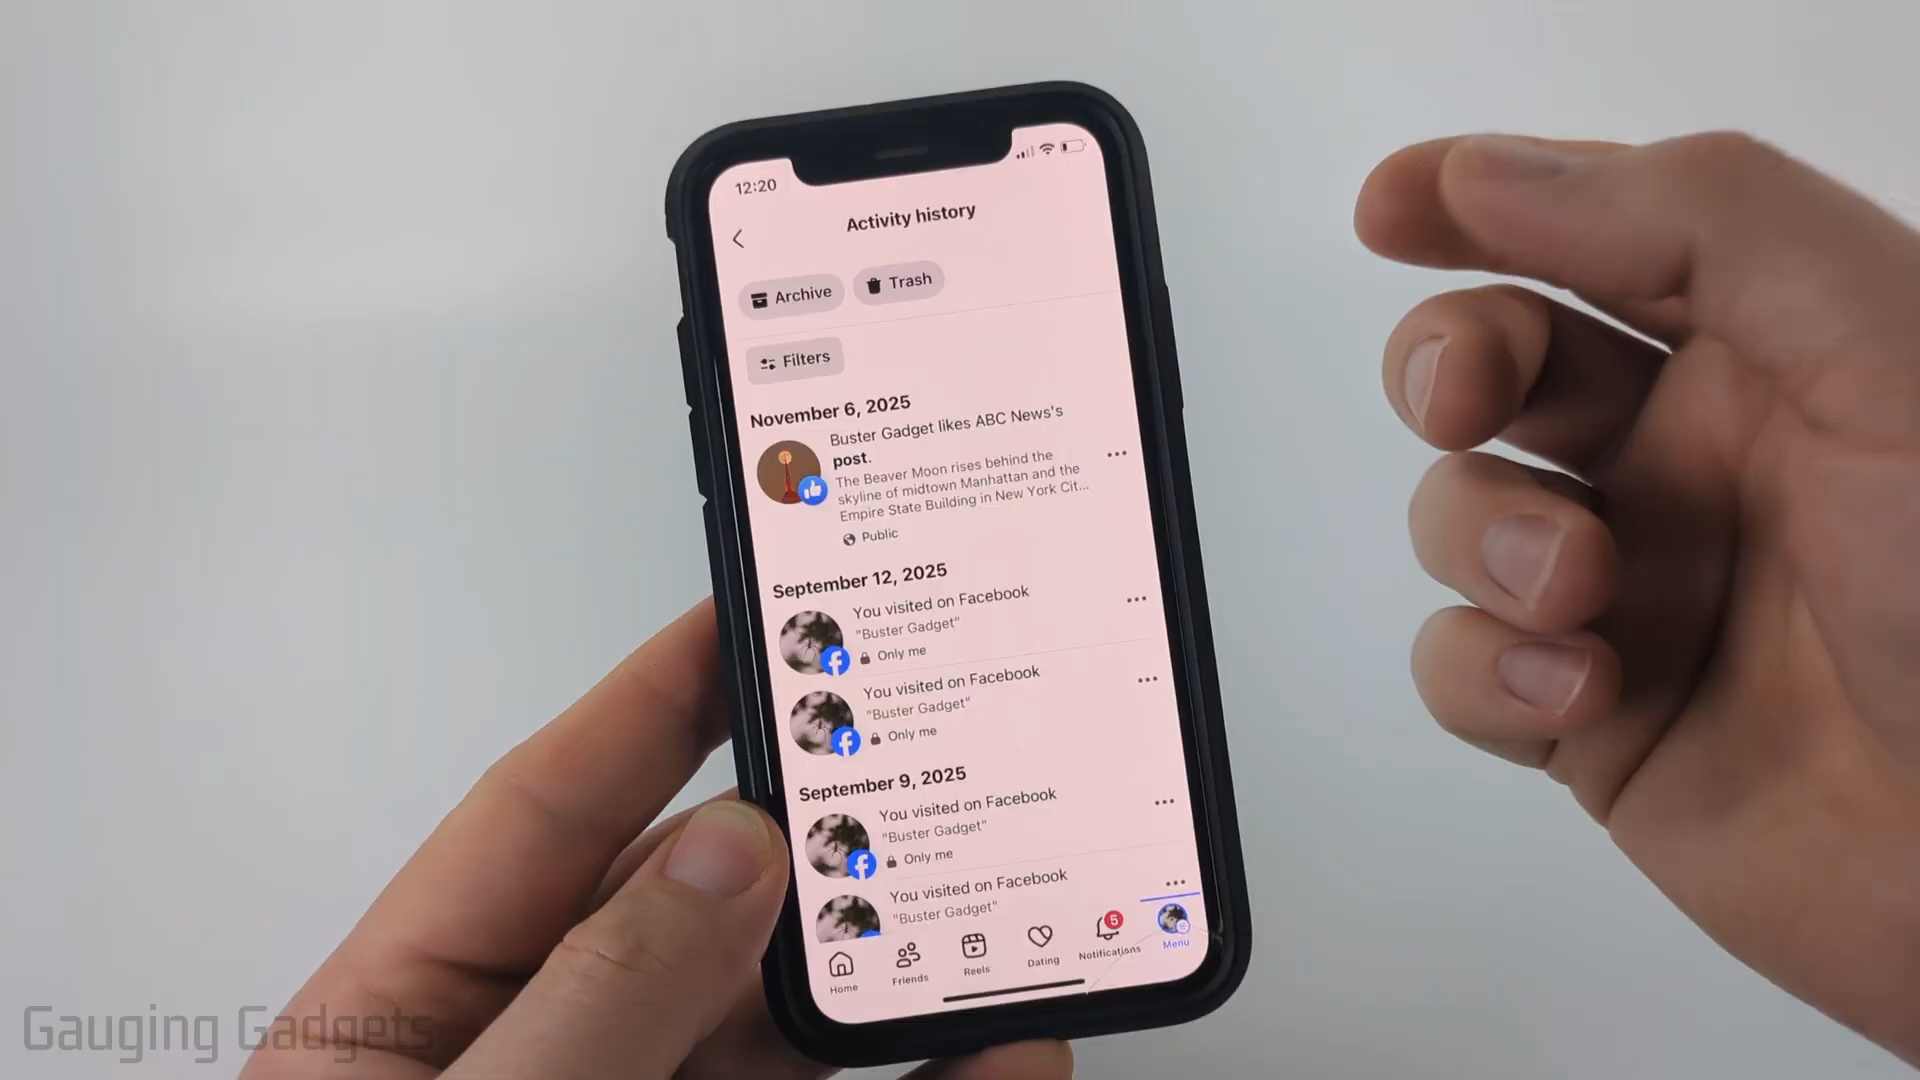 12:20
Activity history
Archive
Trash
Filters
November 6, 2025
Buster Gadget likes ABC News's
post.
The Beaver Moon rises behind the
skyline of midtown Manhattan and the
Empire State Building in New York Cit...
Public
September 12, 2025
You visited on Facebook
"Buster Gadget"
Only me
You visited on Facebook
"Buster Gadget"
Only me
September 9, 2025
You visited on Facebook
"Buster Gadget"
Only me
You visited on Facebook
"Buster Gadget"
5
Home
Friends
Reels
Dating
Notifications
Menu
Gauging Gadgets